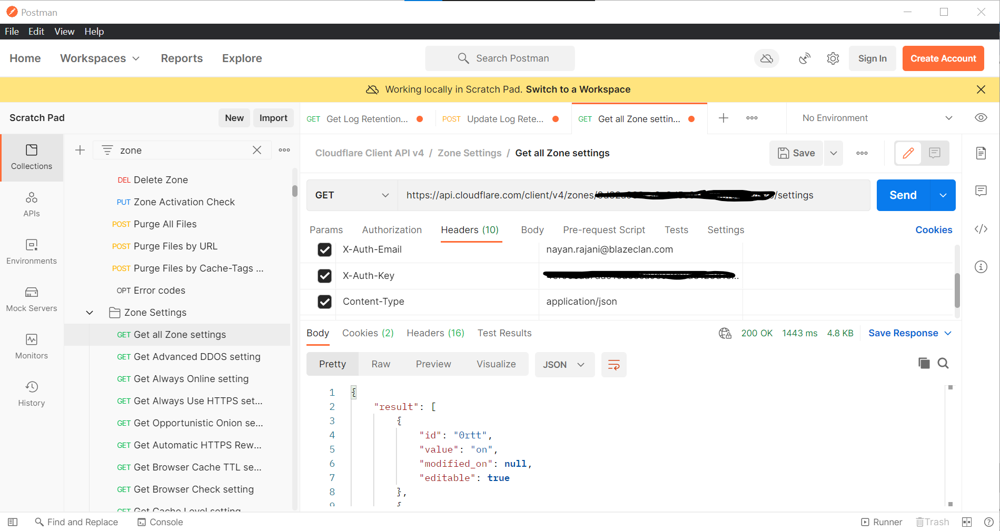 Postman
File Edit View Help
Home Workspaces Reports Explore Search Postman Sign In Create Account
Working locally in Scratch Pad. Switch to a Workspace
Scratch Pad New Import
GET Get Log Retention... POST Update Log Rete... GET Get all Zone settin... No Environment
Collections
APIs
Environments
Mock Servers
Monitors
History
zone
DEL Delete Zone
PUT Zone Activation Check
POST Purge All Files
POST Purge Files by URL
POST Purge Files by Cache-Tags ...
OPT Error codes
Zone Settings
GET Get all Zone settings
GET Get Advanced DDOS setting
GET Get Always Online setting
GET Get Always Use HTTPS set...
GET Get Opportunistic Onion se...
GET Get Automatic HTTPS Rew...
GET Get Browser Cache TTL se...
GET Get Browser Check setting
GET Get Cache Level setting
Cloudflare Client API v4 / Zone Settings / Get all Zone settings Save
GET https://api.cloudflare.com/client/v4/zones/ /settings Send
Params Authorization Headers (10) Body Pre-request Script Tests Settings Cookies
X-Auth-Email nayan.rajani@blazeclan.com
X-Auth-Key ...
Content-Type application/json
Body Cookies (2) Headers (16) Test Results 200 OK 1443 ms 4.8 KB Save Response
Pretty Raw Preview Visualize JSON
1 {
2 "result": [
3 {
4 "id": "0rtt",
5 "value": "on",
6 "modified_on": null,
7 "editable": true
8 },
9 {
Find and Replace Console Runner Trash